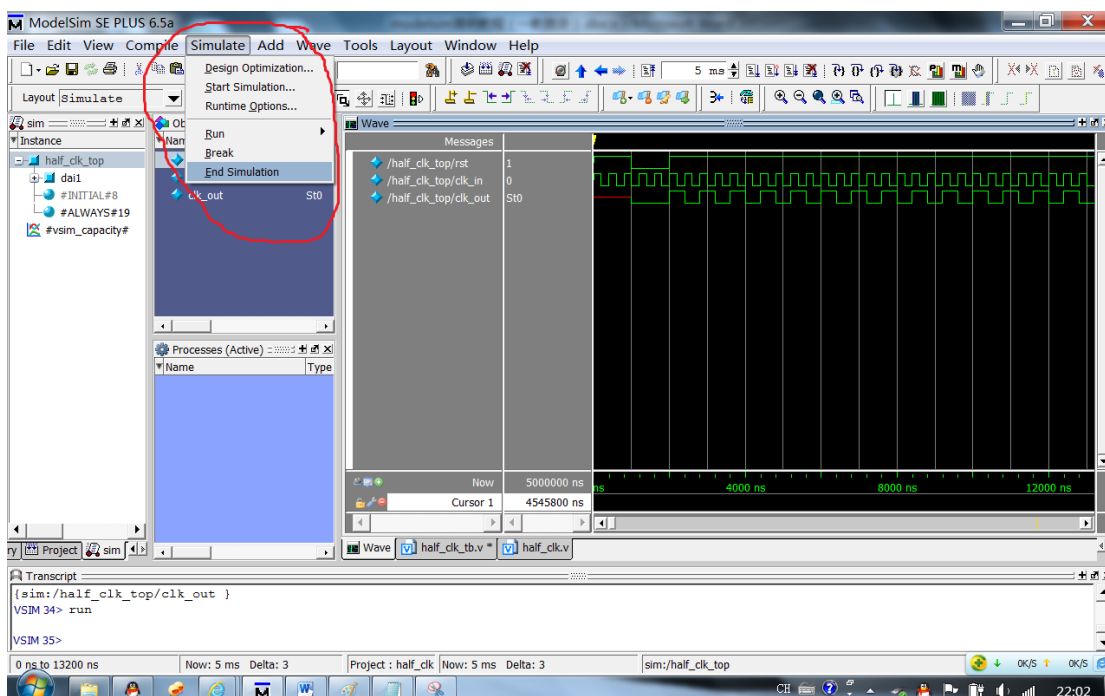 ModelSim SE PLUS 6.5a
File Edit View Compile Simulate Add Wave Tools Layout Window Help
Design Optimization...
Start Simulation...
Runtime Options...
Run
Break
End Simulation
5 ms
Layout Simulate
sim
Instance
half_clk_top
dai1
#INITIAL#8
#ALWAYS#19
#vsim_capacity#
Ob
clk_out St0
Processes (Active)
Name Type
Wave
Messages
/half_clk_top/rst 1
/half_clk_top/clk_in 0
/half_clk_top/clk_out St0
Now 5000000 ns
Cursor 1 4545800 ns
ns 4000 ns 8000 ns 12000 ns
ry Project sim
Wave half_clk_tb.v * half_clk.v
Transcript
{sim:/half_clk_top/clk_out }
VSIM 34> run
VSIM 35>
0 ns to 13200 ns Now: 5 ms Delta: 3 Project : half_clk Now: 5 ms Delta: 3 sim:/half_clk_top 0K/S 0K/S
CH 22:02